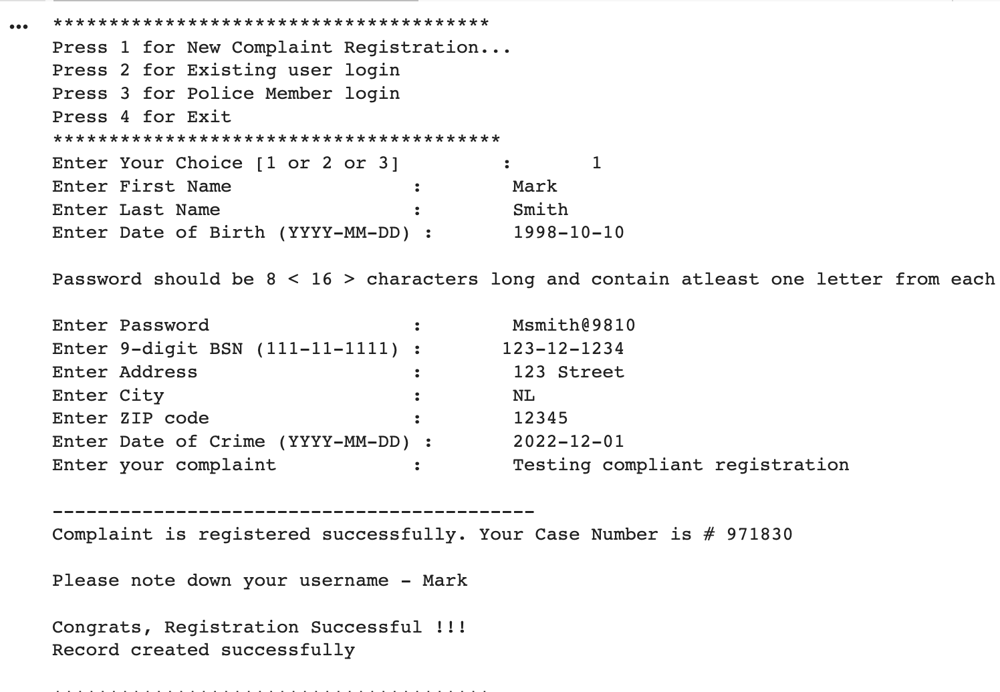 ***************************************
Press 1 for New Complaint Registration...
Press 2 for Existing user login
Press 3 for Police Member login
Press 4 for Exit
****************************************
Enter Your Choice [1 or 2 or 3] : 1
Enter First Name : Mark
Enter Last Name : Smith
Enter Date of Birth (YYYY-MM-DD) : 1998-10-10
Password should be 8 < 16 > characters long and contain atleast one letter from each
Enter Password : Msmith@9810
Enter 9-digit BSN (111-11-1111) : 123-12-1234
Enter Address : 123 Street
Enter City : NL
Enter ZIP code : 12345
Enter Date of Crime (YYYY-MM-DD) : 2022-12-01
Enter your complaint : Testing compliant registration
-------------------------------------------
Complaint is registered successfully. Your Case Number is # 971830
Please note down your username - Mark
Congrats, Registration Successful !!!
Record created successfully